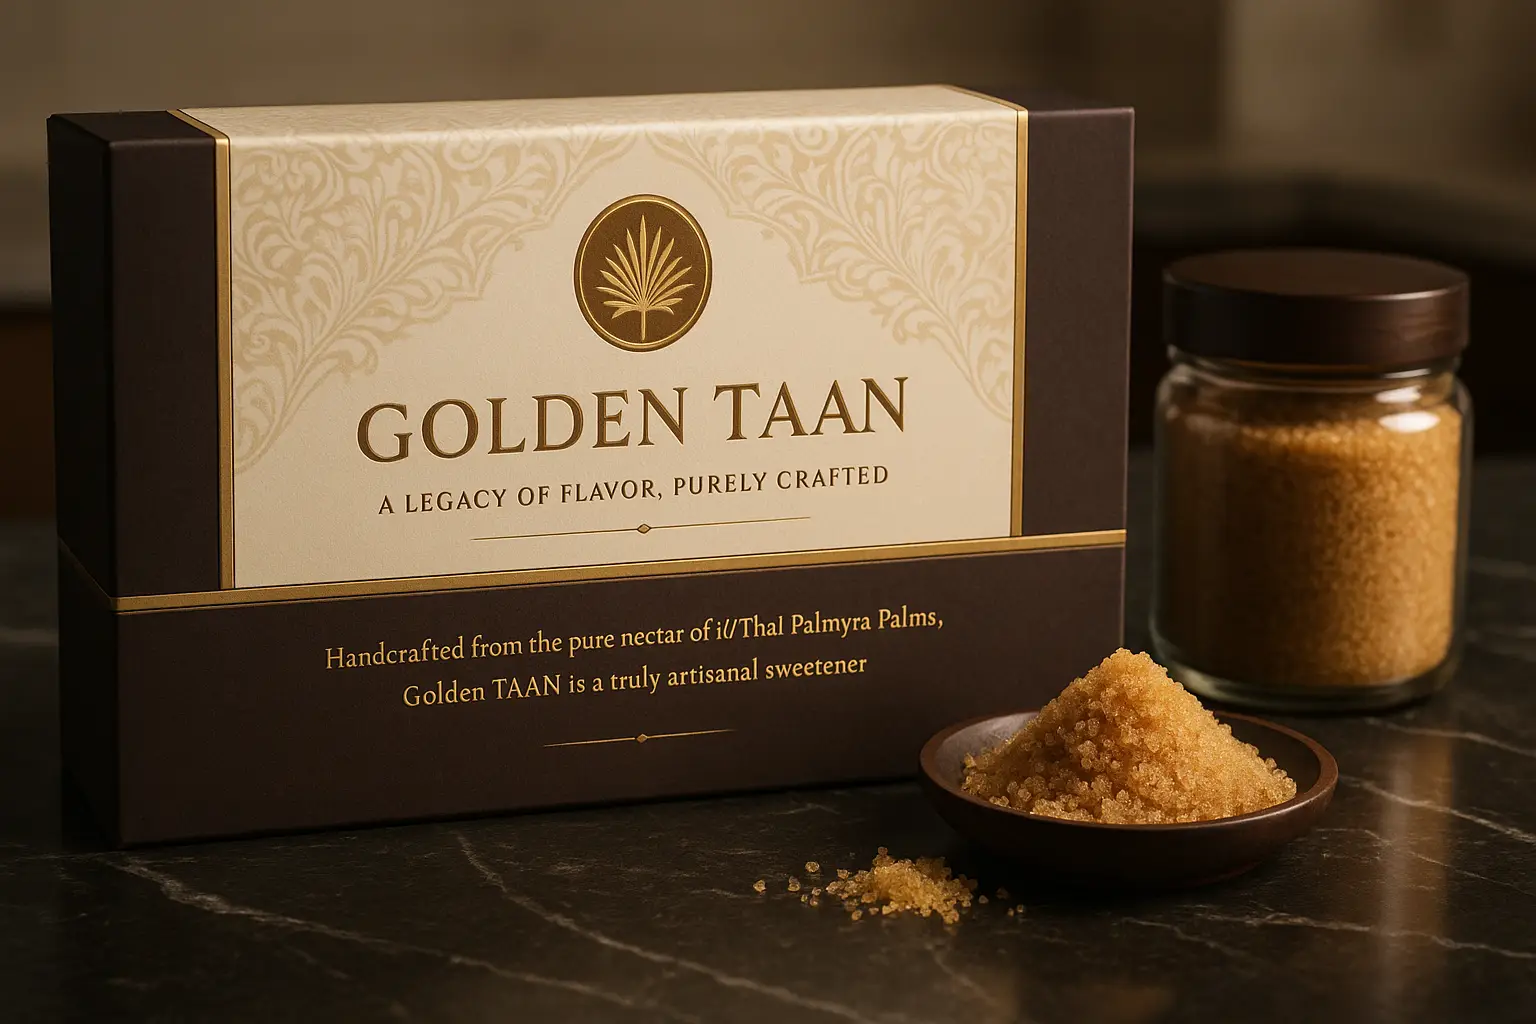 GOLDEN TAAN
A LEGACY OF FLAVOR, PURELY CRAFTED
Handcrafted from the pure nectar of Thal Palmyra Palms,
Golden TAAN is a truly artisanal sweetener